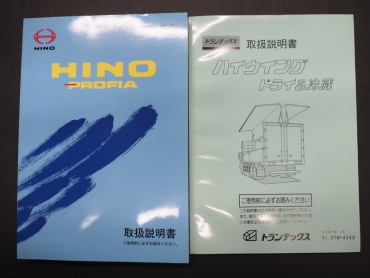 HINO
HINO
PROFIA
取扱説明書
ご使用前に必ずお読みください。
トランテックス
取扱説明書
ハイウイング
ドライ&冷蔵
ご使用前に必ずお読みください
トランテックス